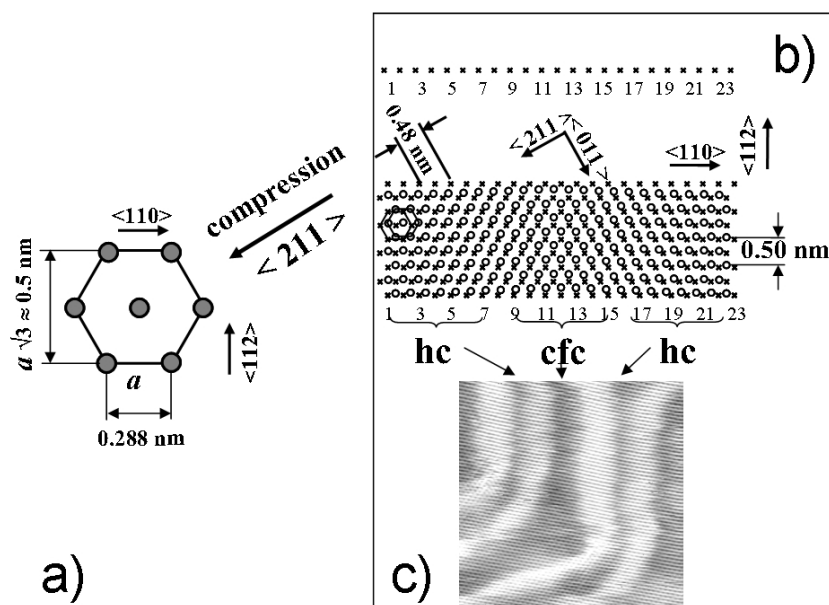 b)
1 3 5 7 9 11 13 15 17 19 21 23
0.48 nm
<211>
<011>
<110>
<112>
compression
<211>
<110>
a √3 ≈ 0.5 nm
<112>
a
0.288 nm
0.50 nm
1 3 5 7 9 11 13 15 17 19 21 23
hc cfc hc
a)
c)